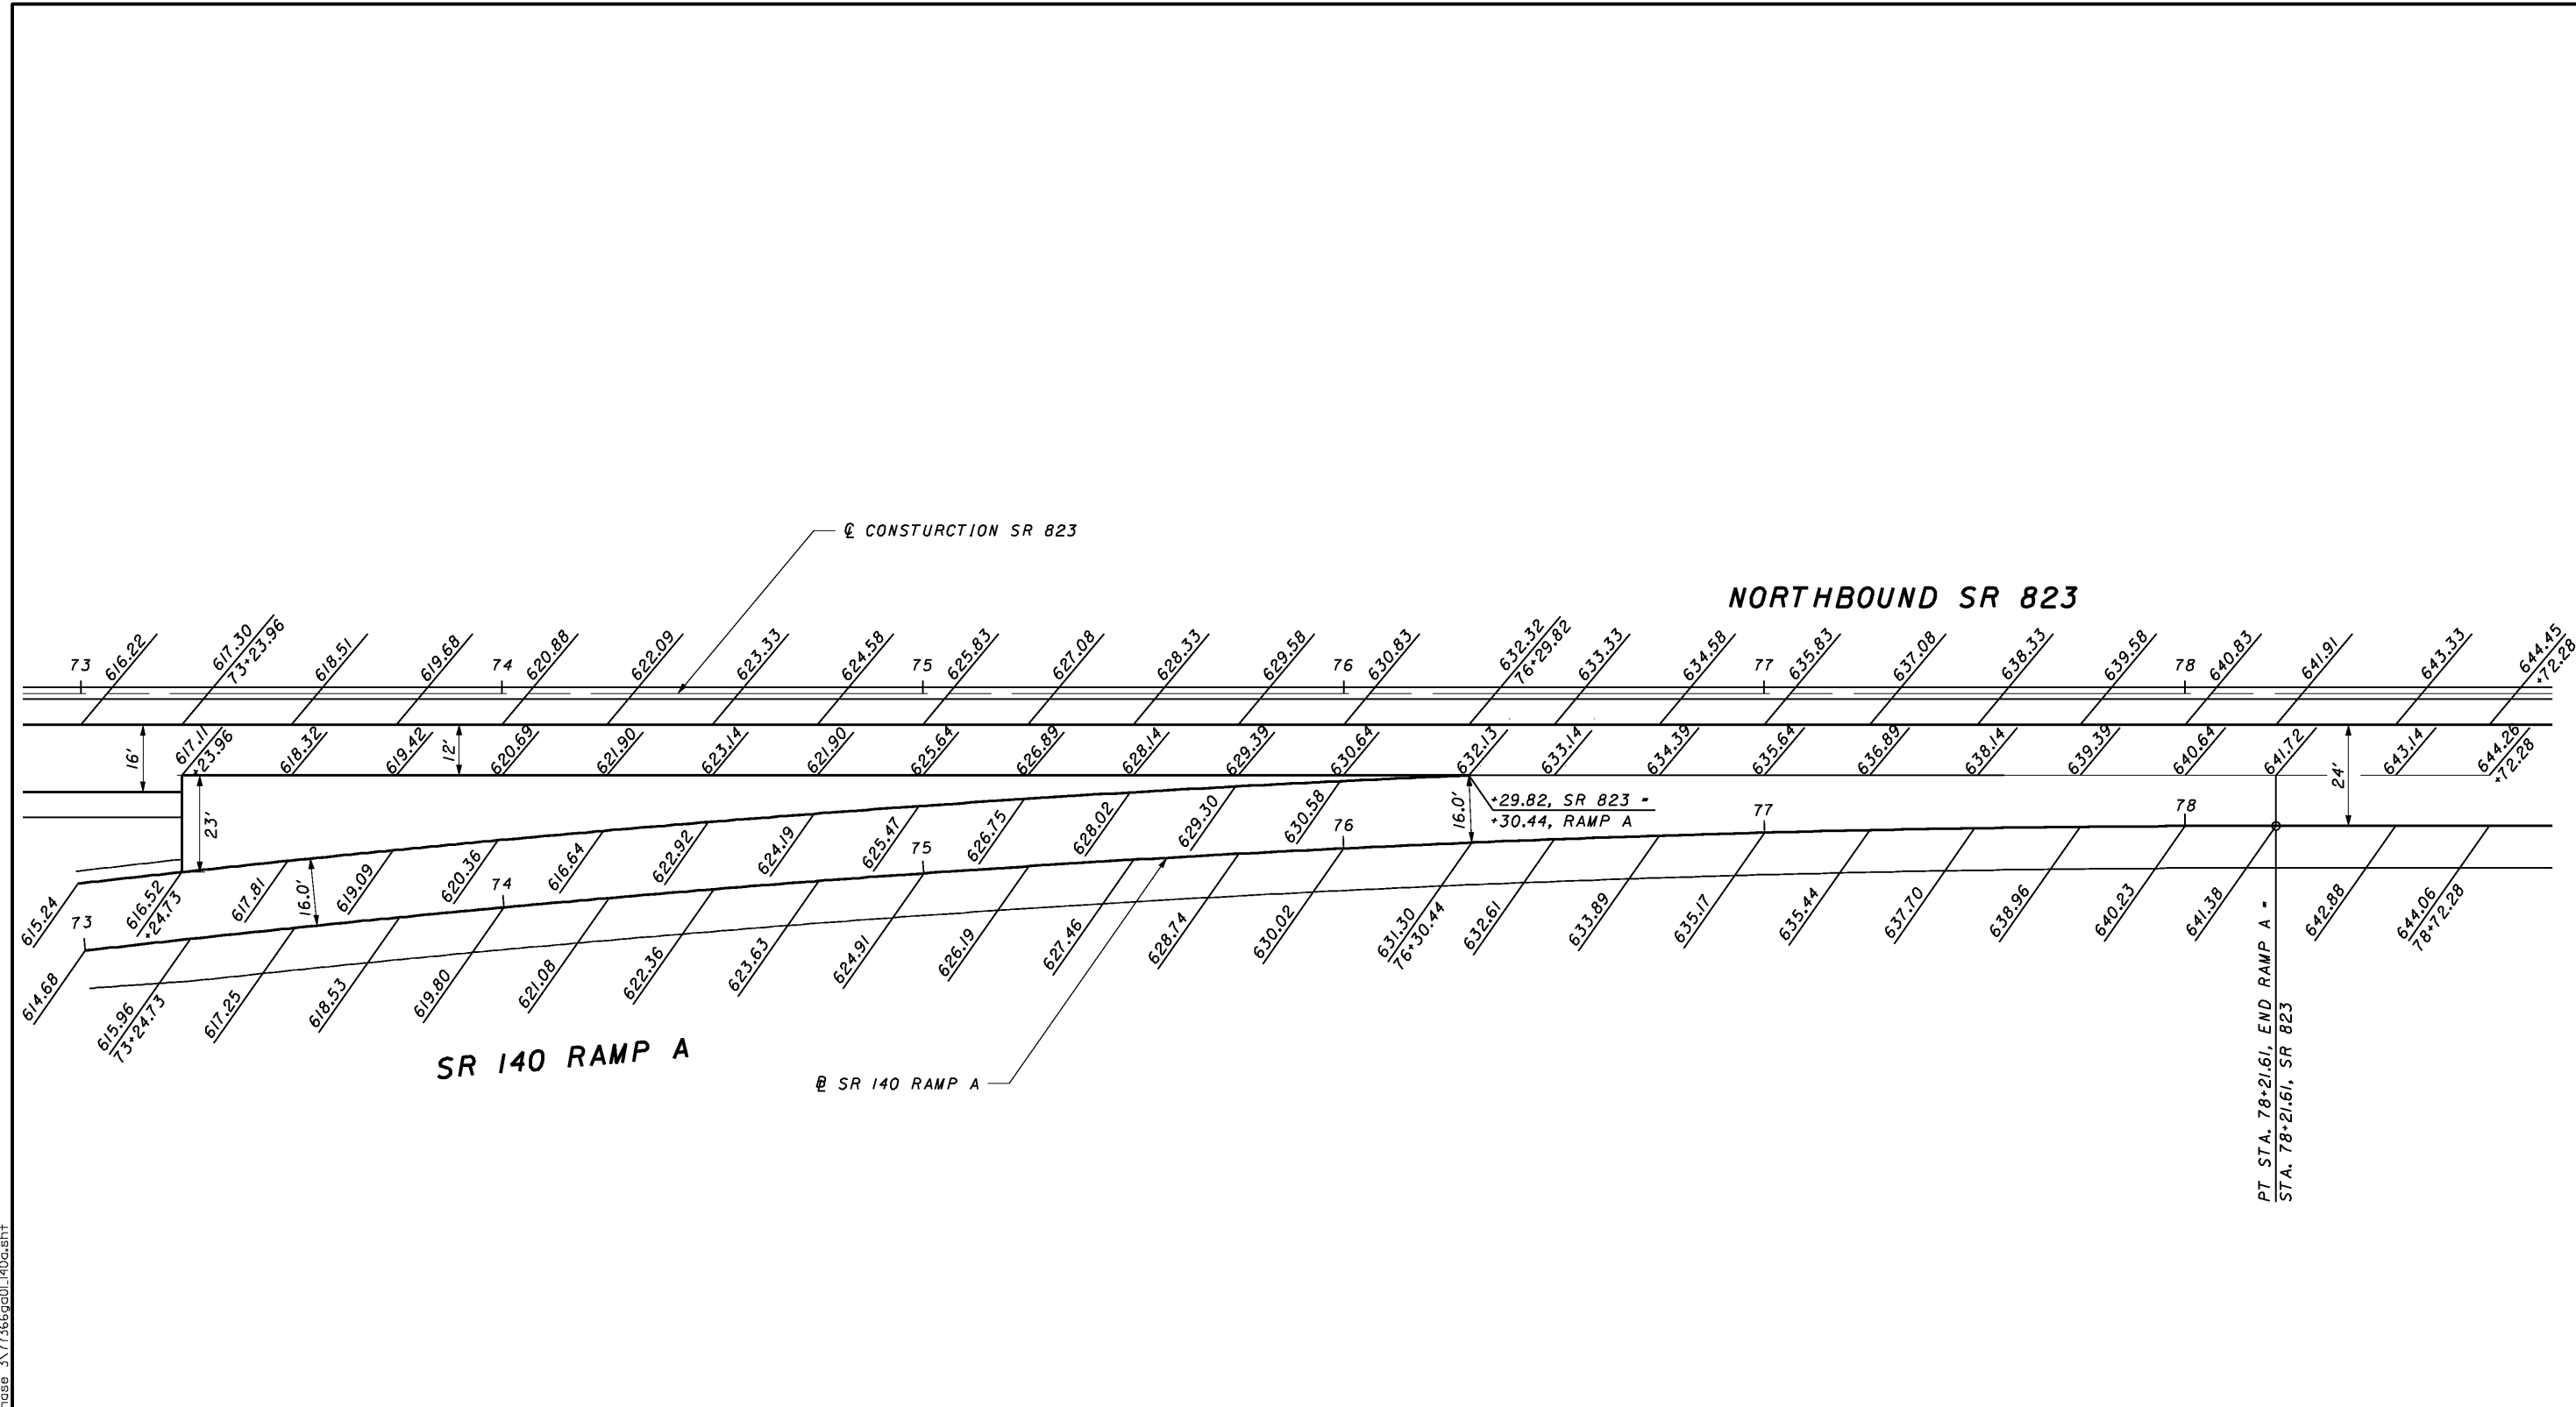 ℄ CONSTURCTION SR 823
NORTHBOUND SR 823
73 616.22 617.30 73+23.96 618.51 619.68 74 620.88 622.09 623.33 624.58 75 625.83 627.08 628.33 629.58 76 630.83 632.32 76+29.82 633.33 634.58 77 635.83 637.08 638.33 639.58 78 640.83 641.91 643.33 644.45 +72.28
16' 617.11 +23.96 618.32 619.42 12' 620.69 621.90 623.14 621.90 625.64 626.89 628.14 629.39 630.64 632.13 633.14 634.39 635.64 636.89 638.14 639.39 640.64 641.72 24' 643.14 644.26 +72.28
23'
16.0'
+29.82, SR 823 =
+30.44, RAMP A
615.24 616.52 +24.73 617.81 16.0' 619.09 620.36 616.64 622.92 624.19 625.47 626.75 628.02 629.30 630.58
73 74 75 76 77 78
614.68 615.96 73+24.73 617.25 618.53 619.80 621.08 622.36 623.63 624.91 626.19 627.46 628.74 630.02 631.30 76+30.44 632.61 633.89 635.17 635.44 637.70 638.96 640.23 641.38 642.88 644.06 78+72.28
SR 140 RAMP A
SR 140 RAMP A
PT STA. 78+21.61, END RAMP A =
STA. 78+21.61, SR 823